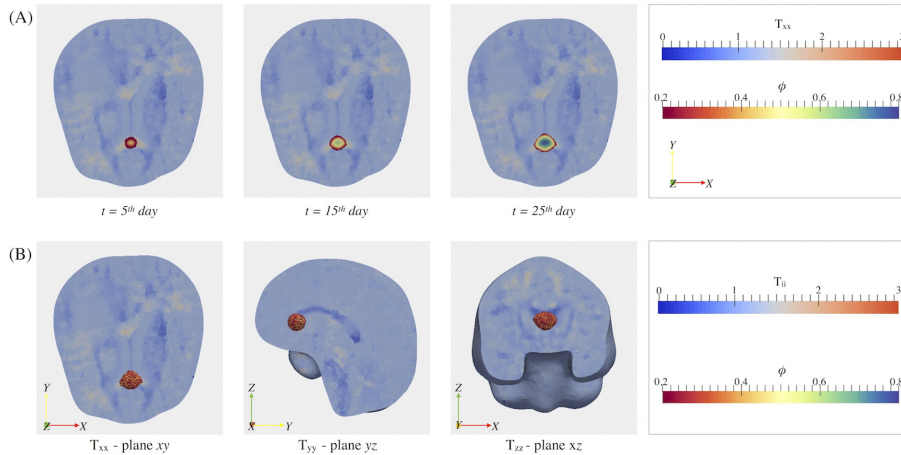 (A)
T_xx
0 1 2 3
ϕ
0.2 0.4 0.6 0.8
Y
Z X
t = 5th day t = 15th day t = 25th day
(B)
T_ii
0 1 2 3
ϕ
0.2 0.4 0.6 0.8
Y Z Z
Z X X Y Y X
T_xx - plane xy T_yy - plane yz T_zz - plane xz